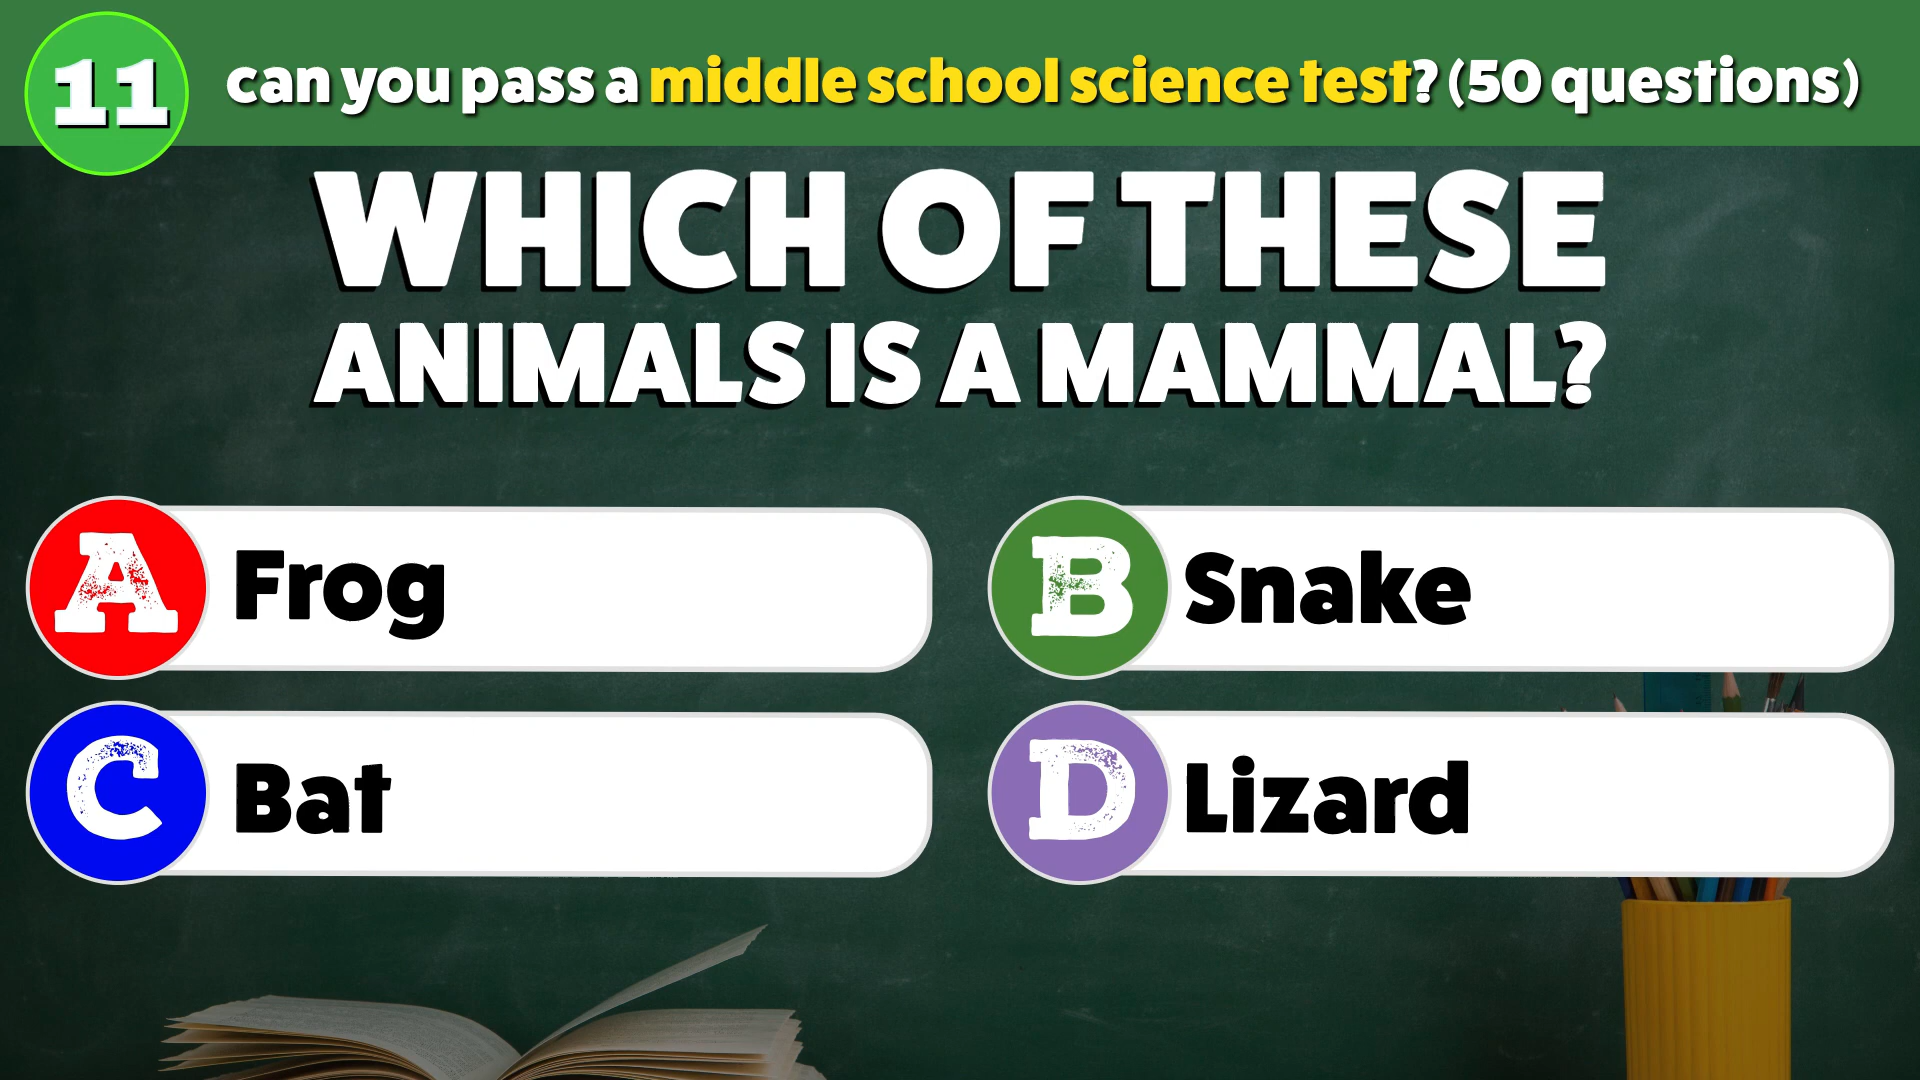 11
can you pass a middle school science test? (50 questions)
WHICH OF THESE
ANIMALS IS A MAMMAL?
A Frog
B Snake
C Bat
D Lizard